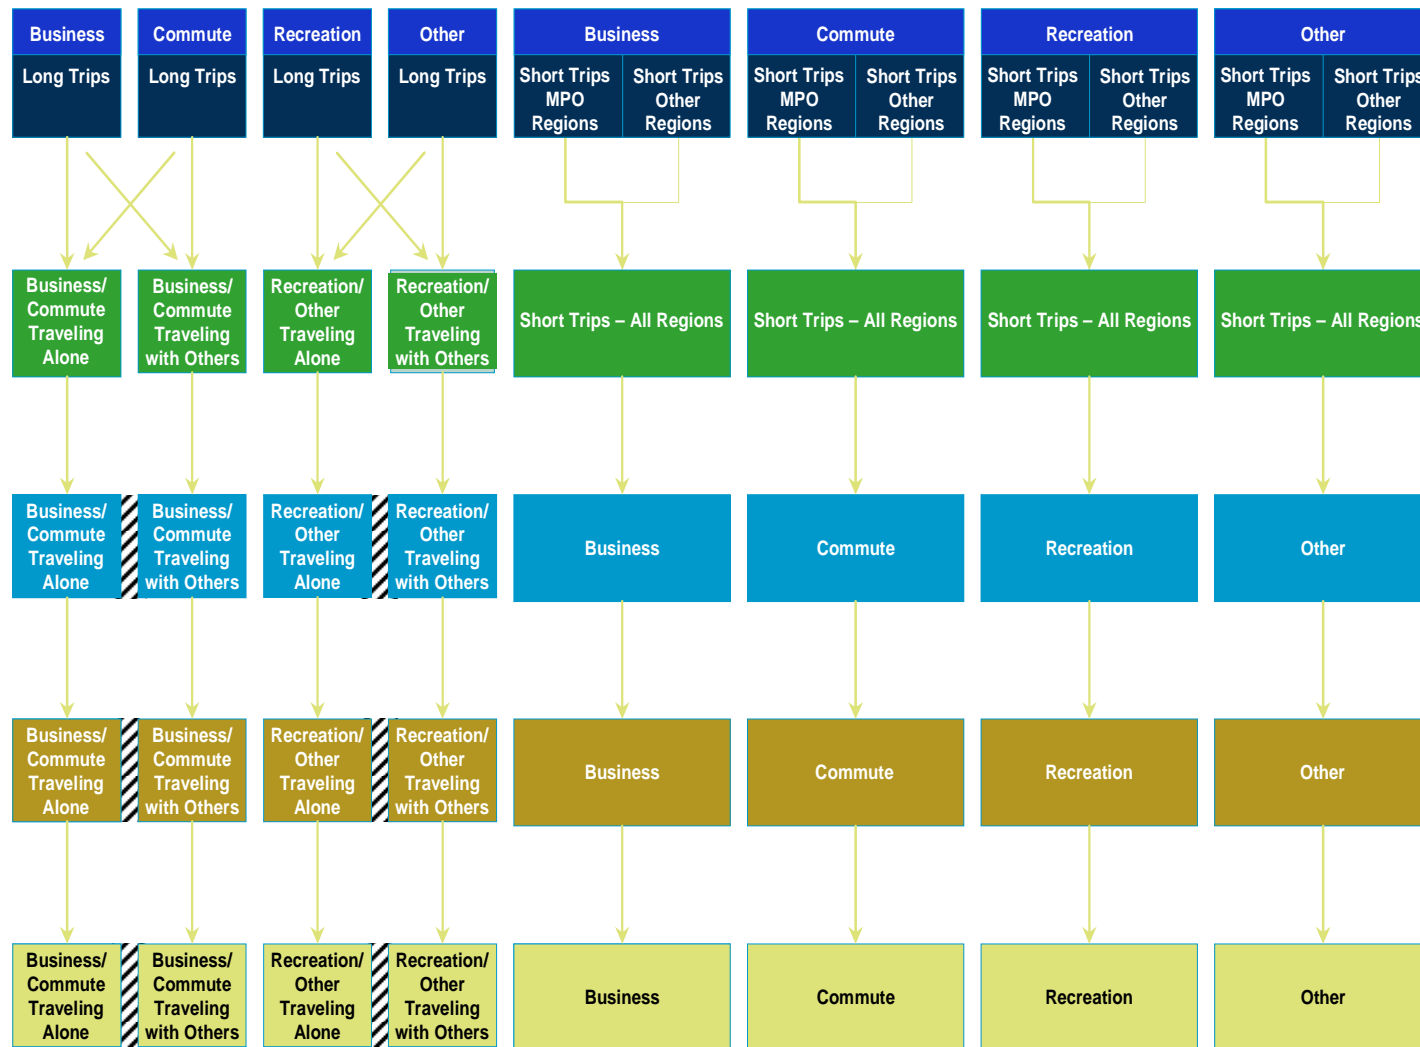 Business
Commute
Recreation
Other
Business
Commute
Recreation
Other
Long Trips
Long Trips
Long Trips
Long Trips
Short Trips
MPO
Regions
Short Trips
Other
Regions
Short Trips
MPO
Regions
Short Trips
Other
Regions
Short Trips
MPO
Regions
Short Trips
Other
Regions
Short Trips
MPO
Regions
Short Trips
Other
Regions
Business/
Commute
Traveling
Alone
Business/
Commute
Traveling
with Others
Recreation/
Other
Traveling
Alone
Recreation/
Other
Traveling
with Others
Short Trips – All Regions
Short Trips – All Regions
Short Trips – All Regions
Short Trips – All Regions
Business/
Commute
Traveling
Alone
Business/
Commute
Traveling
with Others
Recreation/
Other
Traveling
Alone
Recreation/
Other
Traveling
with Others
Business
Commute
Recreation
Other
Business/
Commute
Traveling
Alone
Business/
Commute
Traveling
with Others
Recreation/
Other
Traveling
Alone
Recreation/
Other
Traveling
with Others
Business
Commute
Recreation
Other
Business/
Commute
Traveling
Alone
Business/
Commute
Traveling
with Others
Recreation/
Other
Traveling
Alone
Recreation/
Other
Traveling
with Others
Business
Commute
Recreation
Other